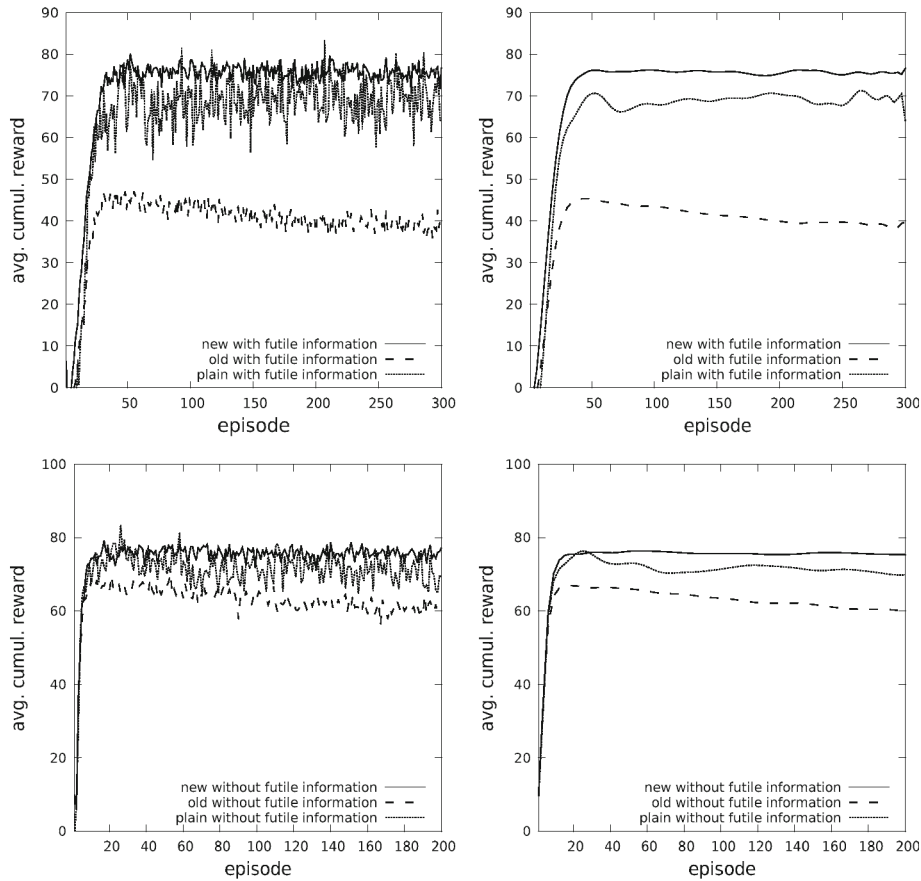 90
80
70
60
50
40
30
20
10
0
avg. cumul. reward
new with futile information
old with futile information
plain with futile information
50 100 150 200 250 300
episode
90
80
70
60
50
40
30
20
10
0
avg. cumul. reward
new with futile information
old with futile information
plain with futile information
50 100 150 200 250 300
episode
100
80
60
40
20
0
avg. cumul. reward
new without futile information
old without futile information
plain without futile information
20 40 60 80 100 120 140 160 180 200
episode
100
80
60
40
20
0
avg. cumul. reward
new without futile information
old without futile information
plain without futile information
20 40 60 80 100 120 140 160 180 200
episode